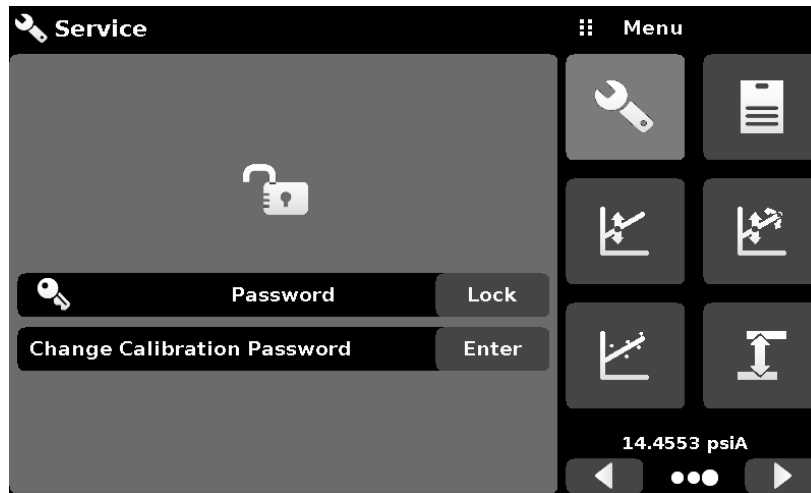 Service
Menu
Password
Lock
Change Calibration Password
Enter
14.4553 psiA